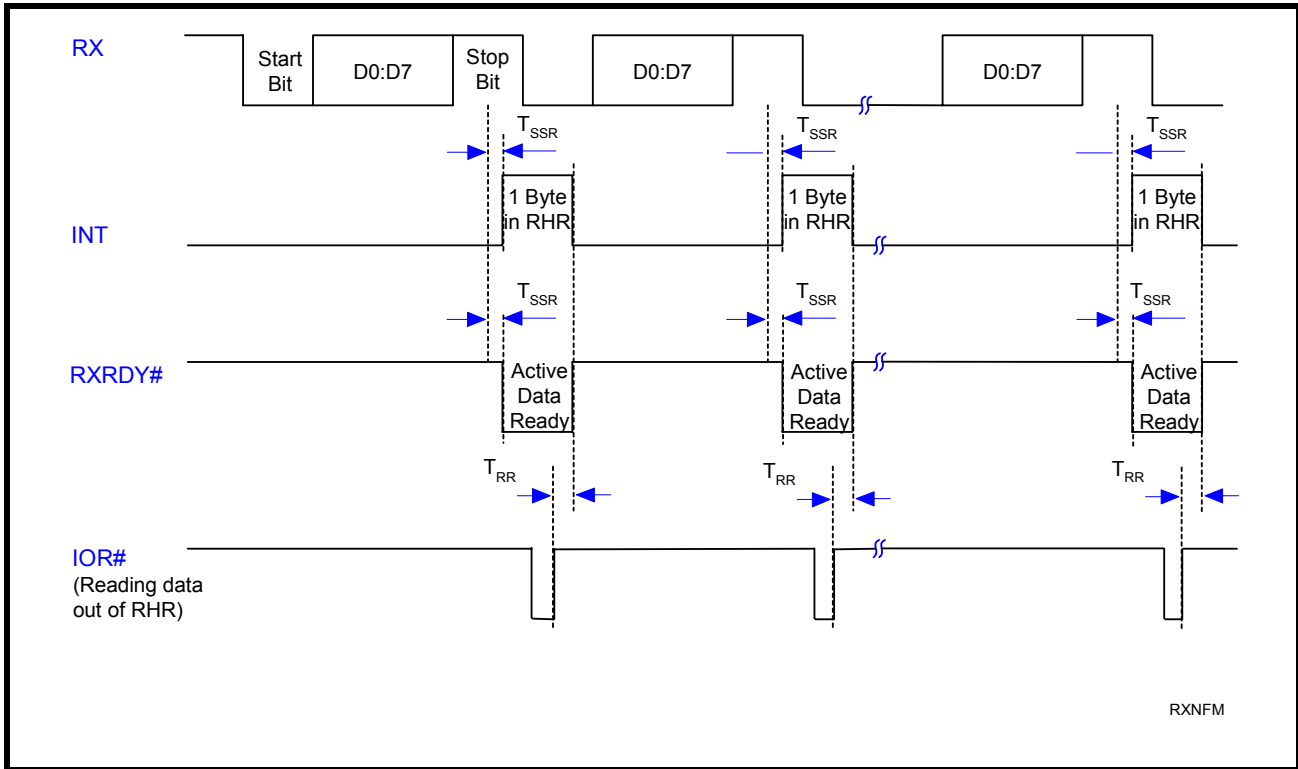 RX
Start
Bit
D0:D7
Stop
Bit
D0:D7
D0:D7
TSSR
TSSR
TSSR
INT
1 Byte
in RHR
1 Byte
in RHR
1 Byte
in RHR
TSSR
TSSR
TSSR
RXRDY#
Active
Data
Ready
Active
Data
Ready
Active
Data
Ready
TRR
TRR
TRR
IOR#
(Reading data
out of RHR)
RXNFM